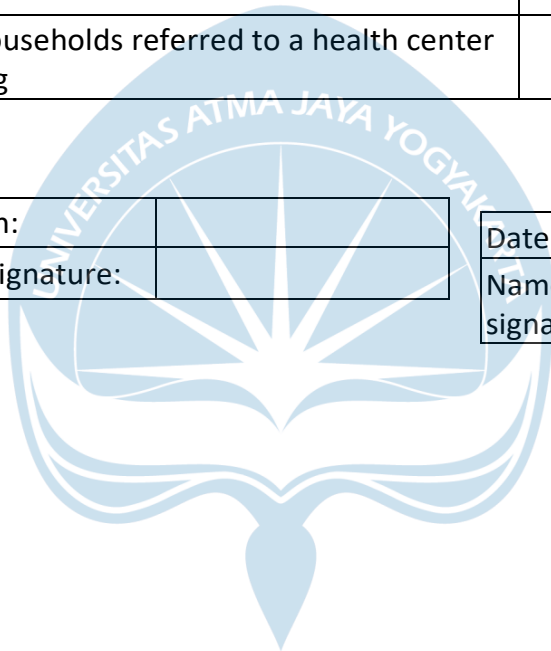 ouseholds referred to a health center
g
UNIVERSITAS ATMA JAYA YOGYAKARTA
n:
Date
ignature:
Nam
signa